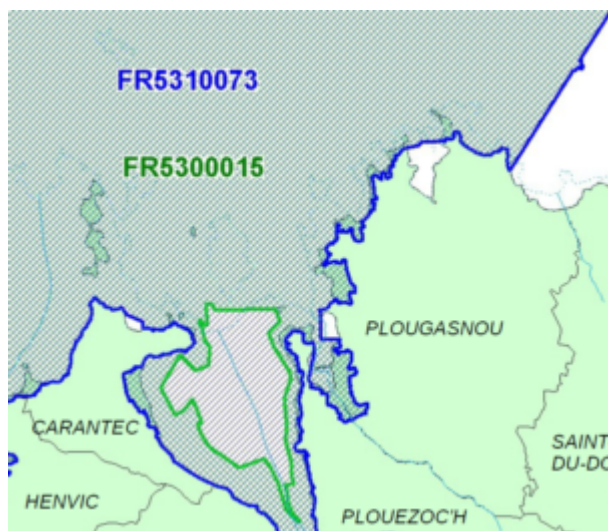 FR5310073
FR5300015
PLOUGASNOU
CARANTEC
SAINT
DU-DO
HENVIC
PLOUEZOC'H